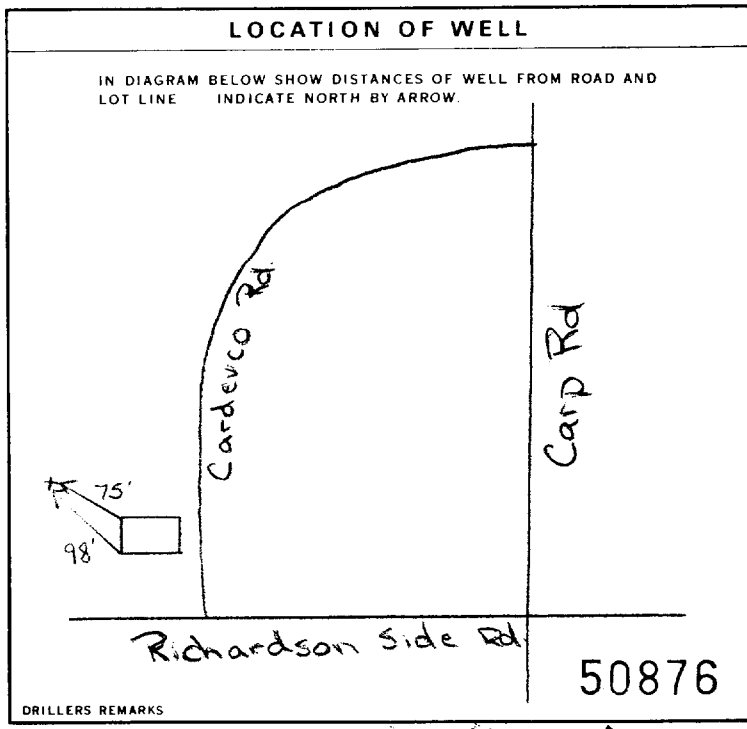 LOCATION OF WELL
IN DIAGRAM BELOW SHOW DISTANCES OF WELL FROM ROAD AND
LOT LINE INDICATE NORTH BY ARROW.
Cardevco Rd.
Carp Rd
75'
98'
Richardson Side Rd.
50876
DRILLERS REMARKS